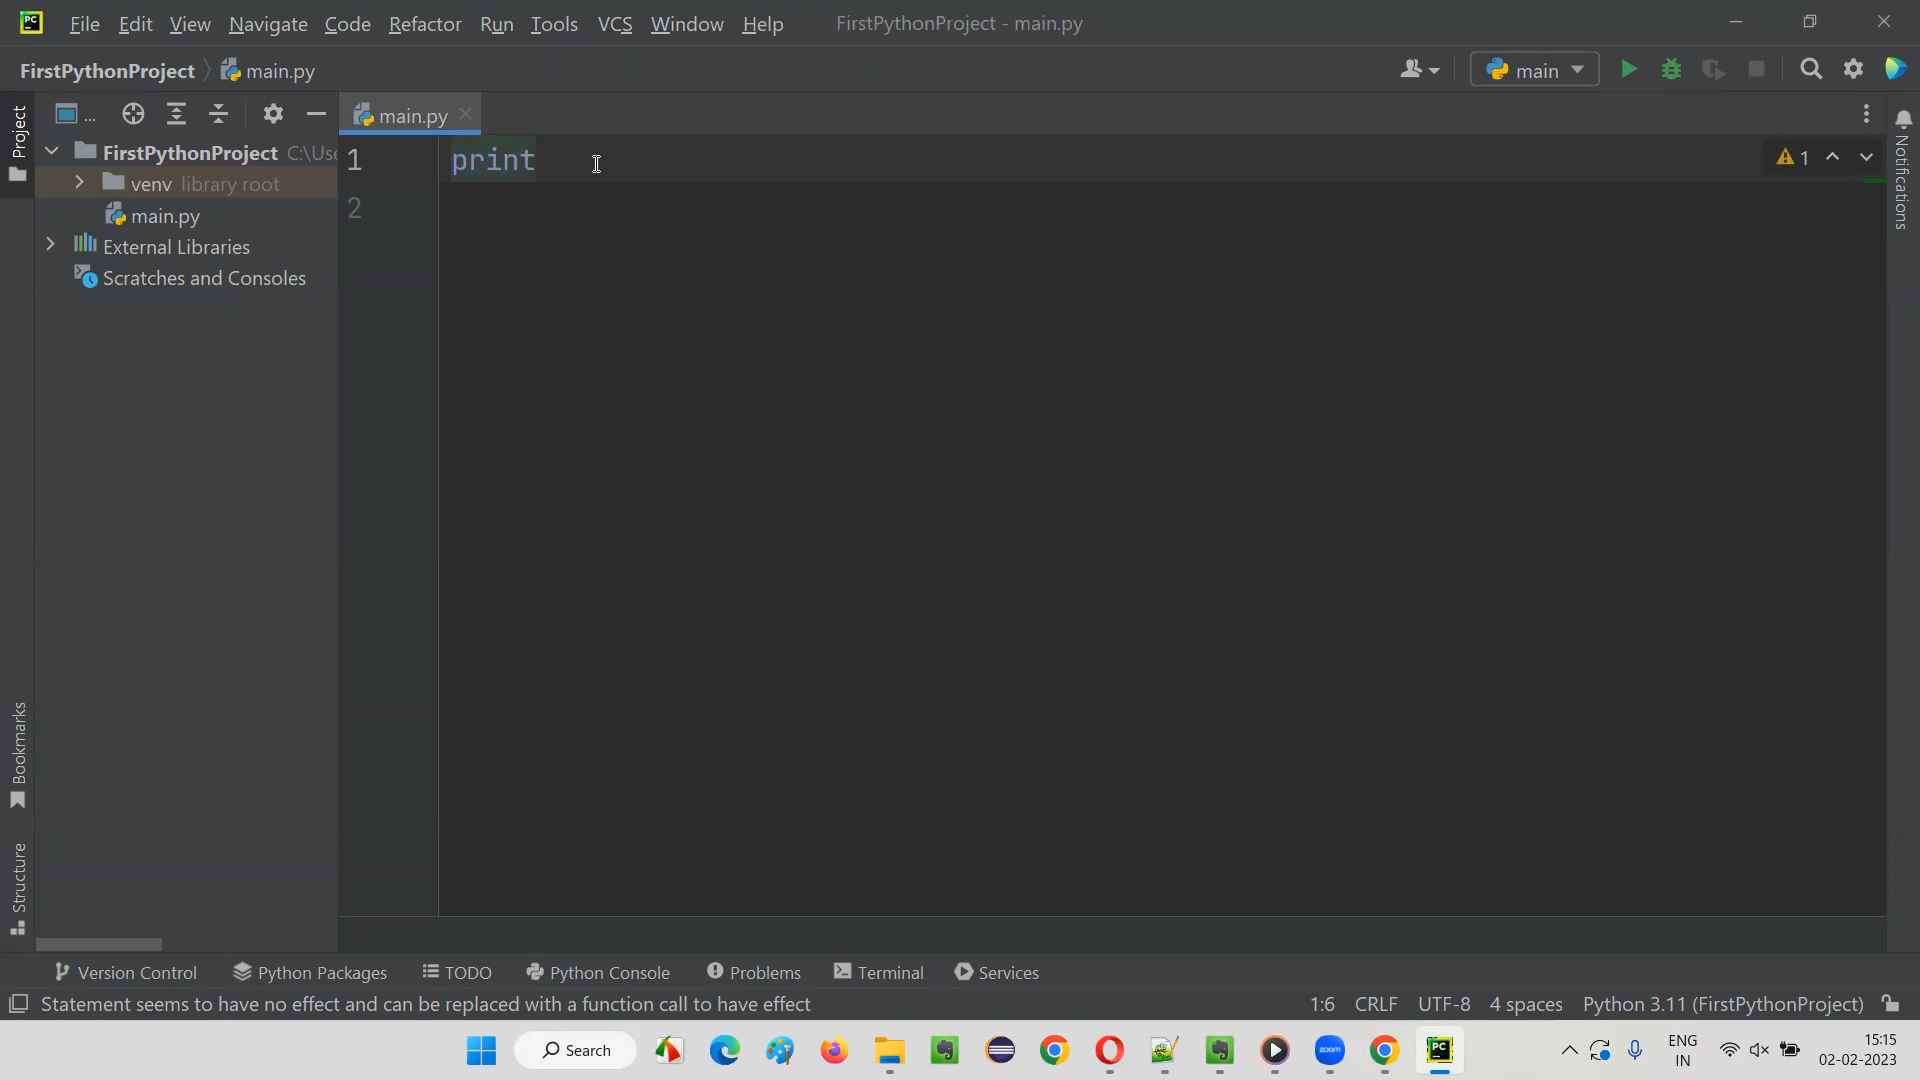 PC File Edit View Navigate Code Refactor Run Tools VCS Window Help FirstPythonProject - main.py
FirstPythonProject main.py main
... main.py
Project
FirstPythonProject C:\Use
venv library root
main.py
External Libraries
Scratches and Consoles
1 print
2
1
Notifications
Bookmarks
Structure
Version Control Python Packages TODO Python Console Problems Terminal Services
Statement seems to have no effect and can be replaced with a function call to have effect 1:6 CRLF UTF-8 4 spaces Python 3.11 (FirstPythonProject)
Search zoom PC ENG 15:15
IN 02-02-2023